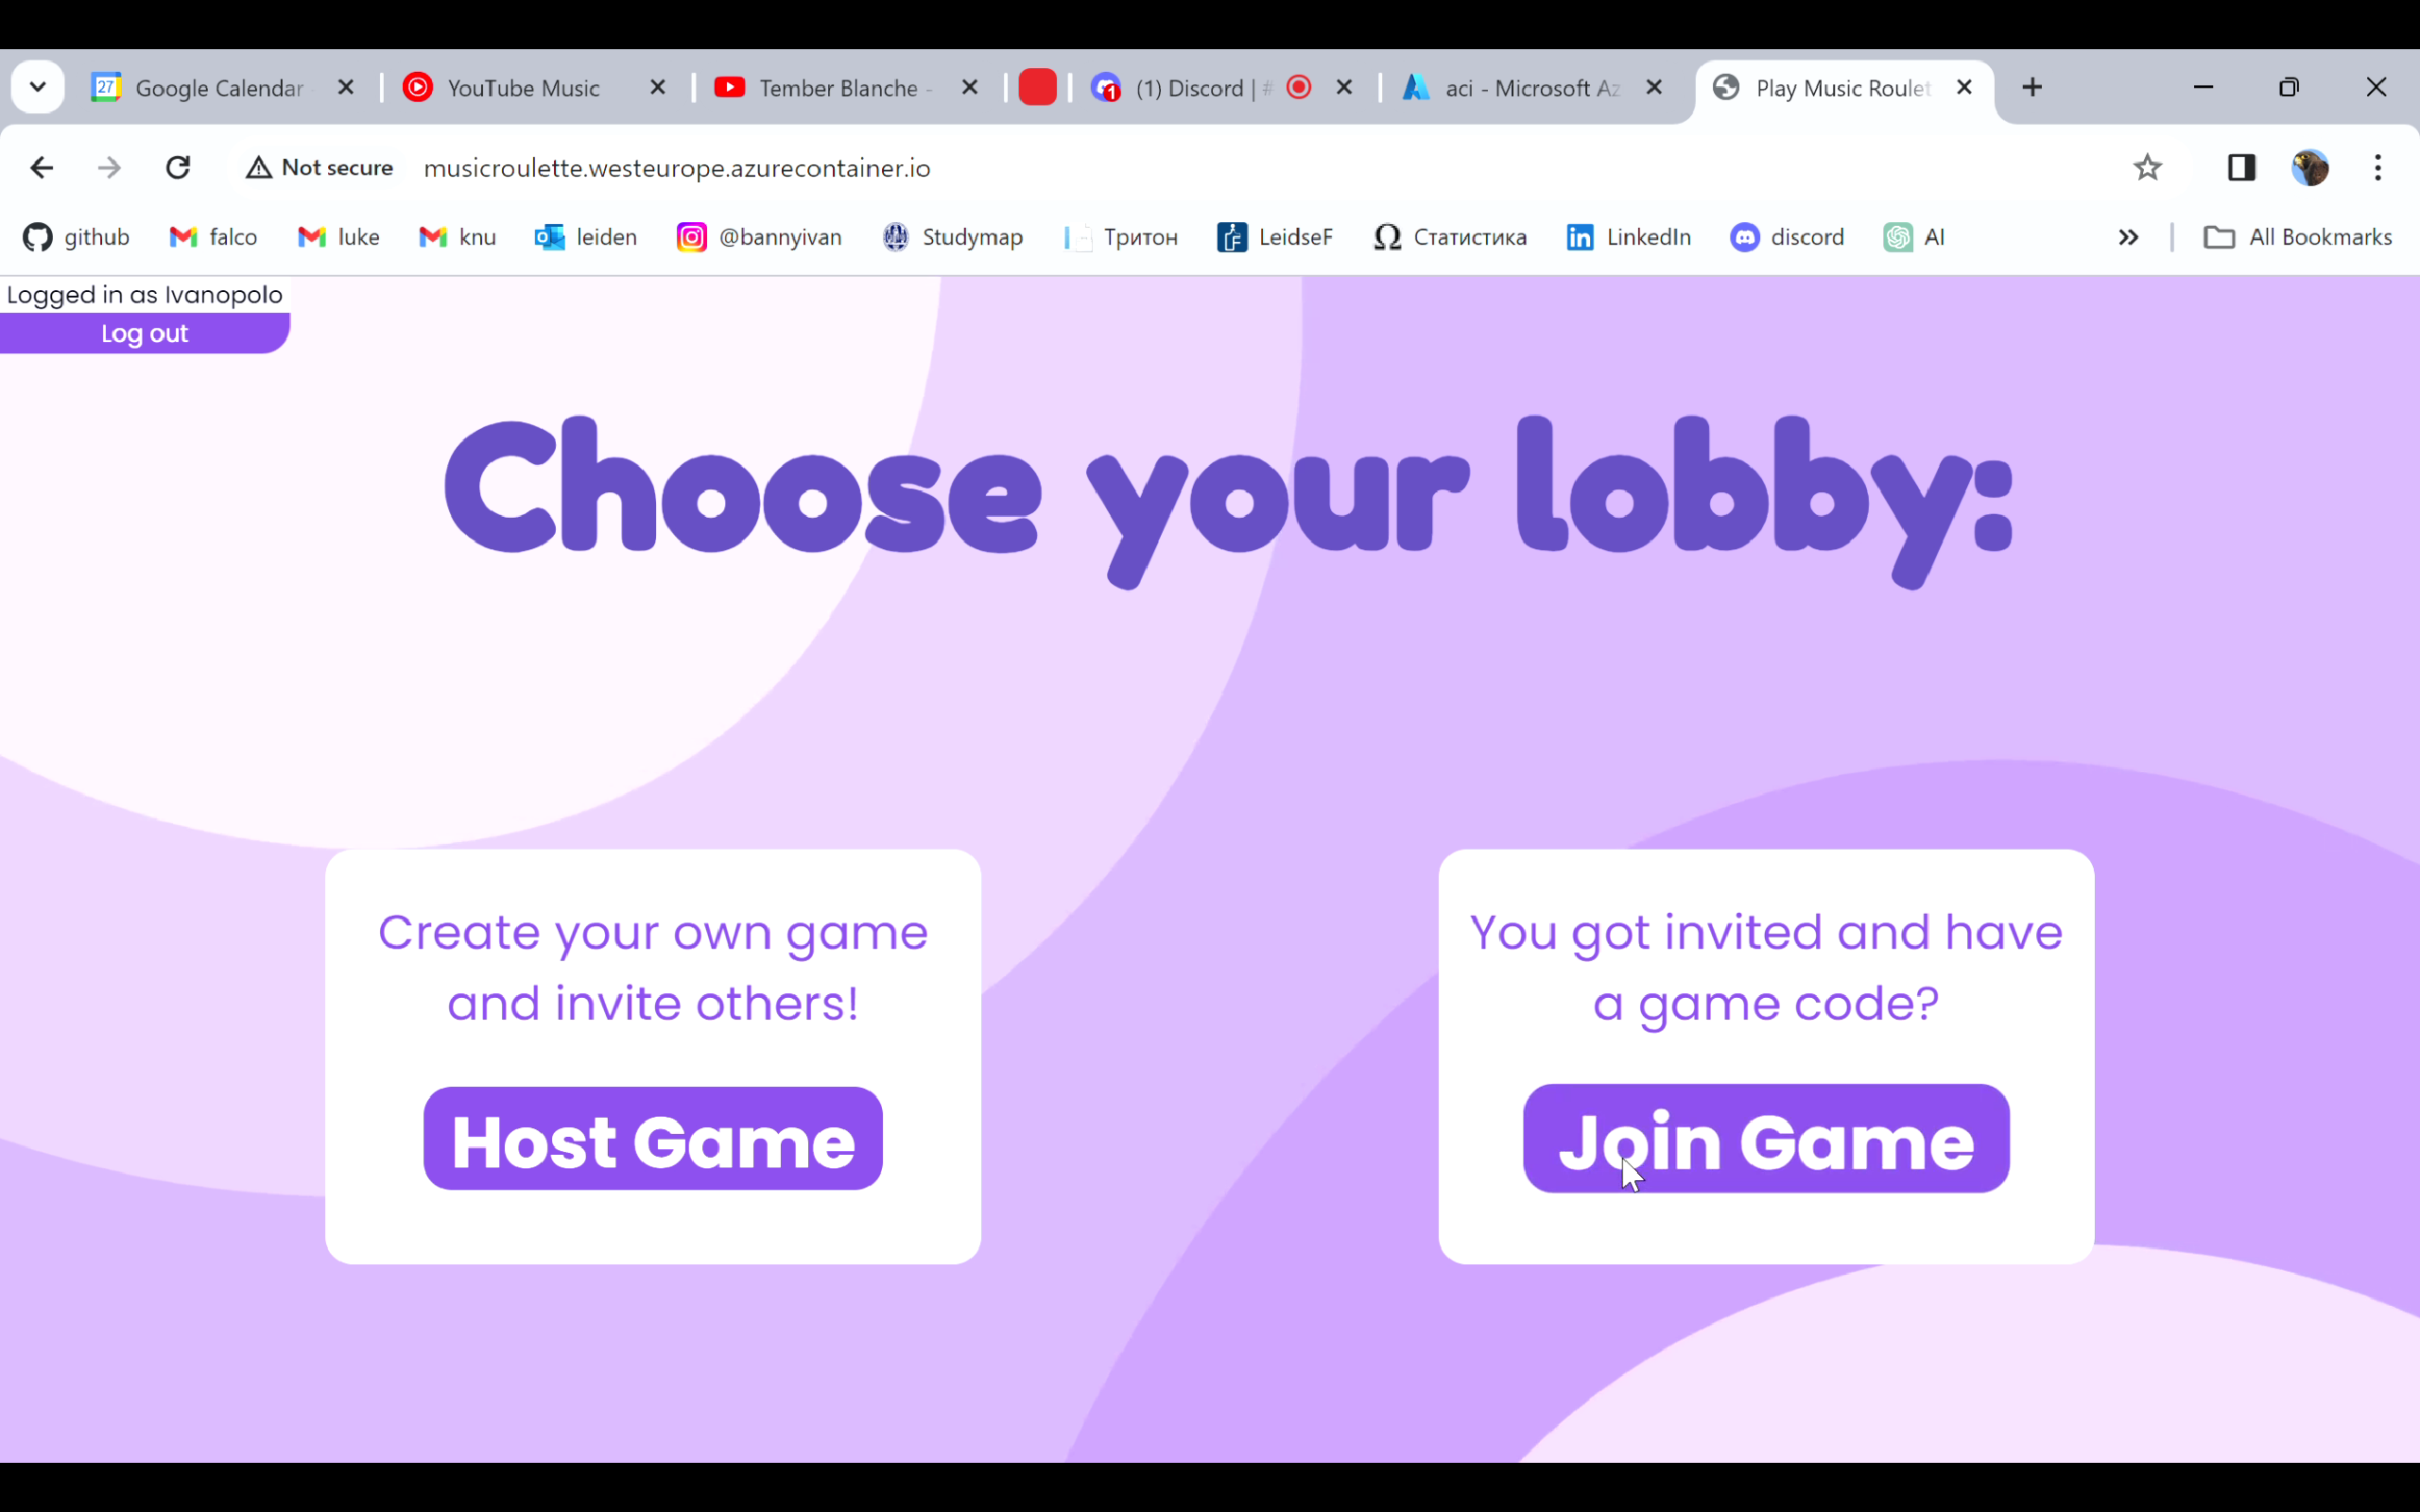 27 Google Calendar YouTube Music Tember Blanche - (1) Discord | # aci - Microsoft Az Play Music Roulet
Not secure musicroulette.westeurope.azurecontainer.io
github falco luke knu leiden @bannyivan Studymap Тритон LeidseF Статистика LinkedIn discord AI All Bookmarks
Logged in as Ivanopolo
Log out
Choose your lobby:
Create your own game
and invite others!
Host Game
You got invited and have
a game code?
Join Game